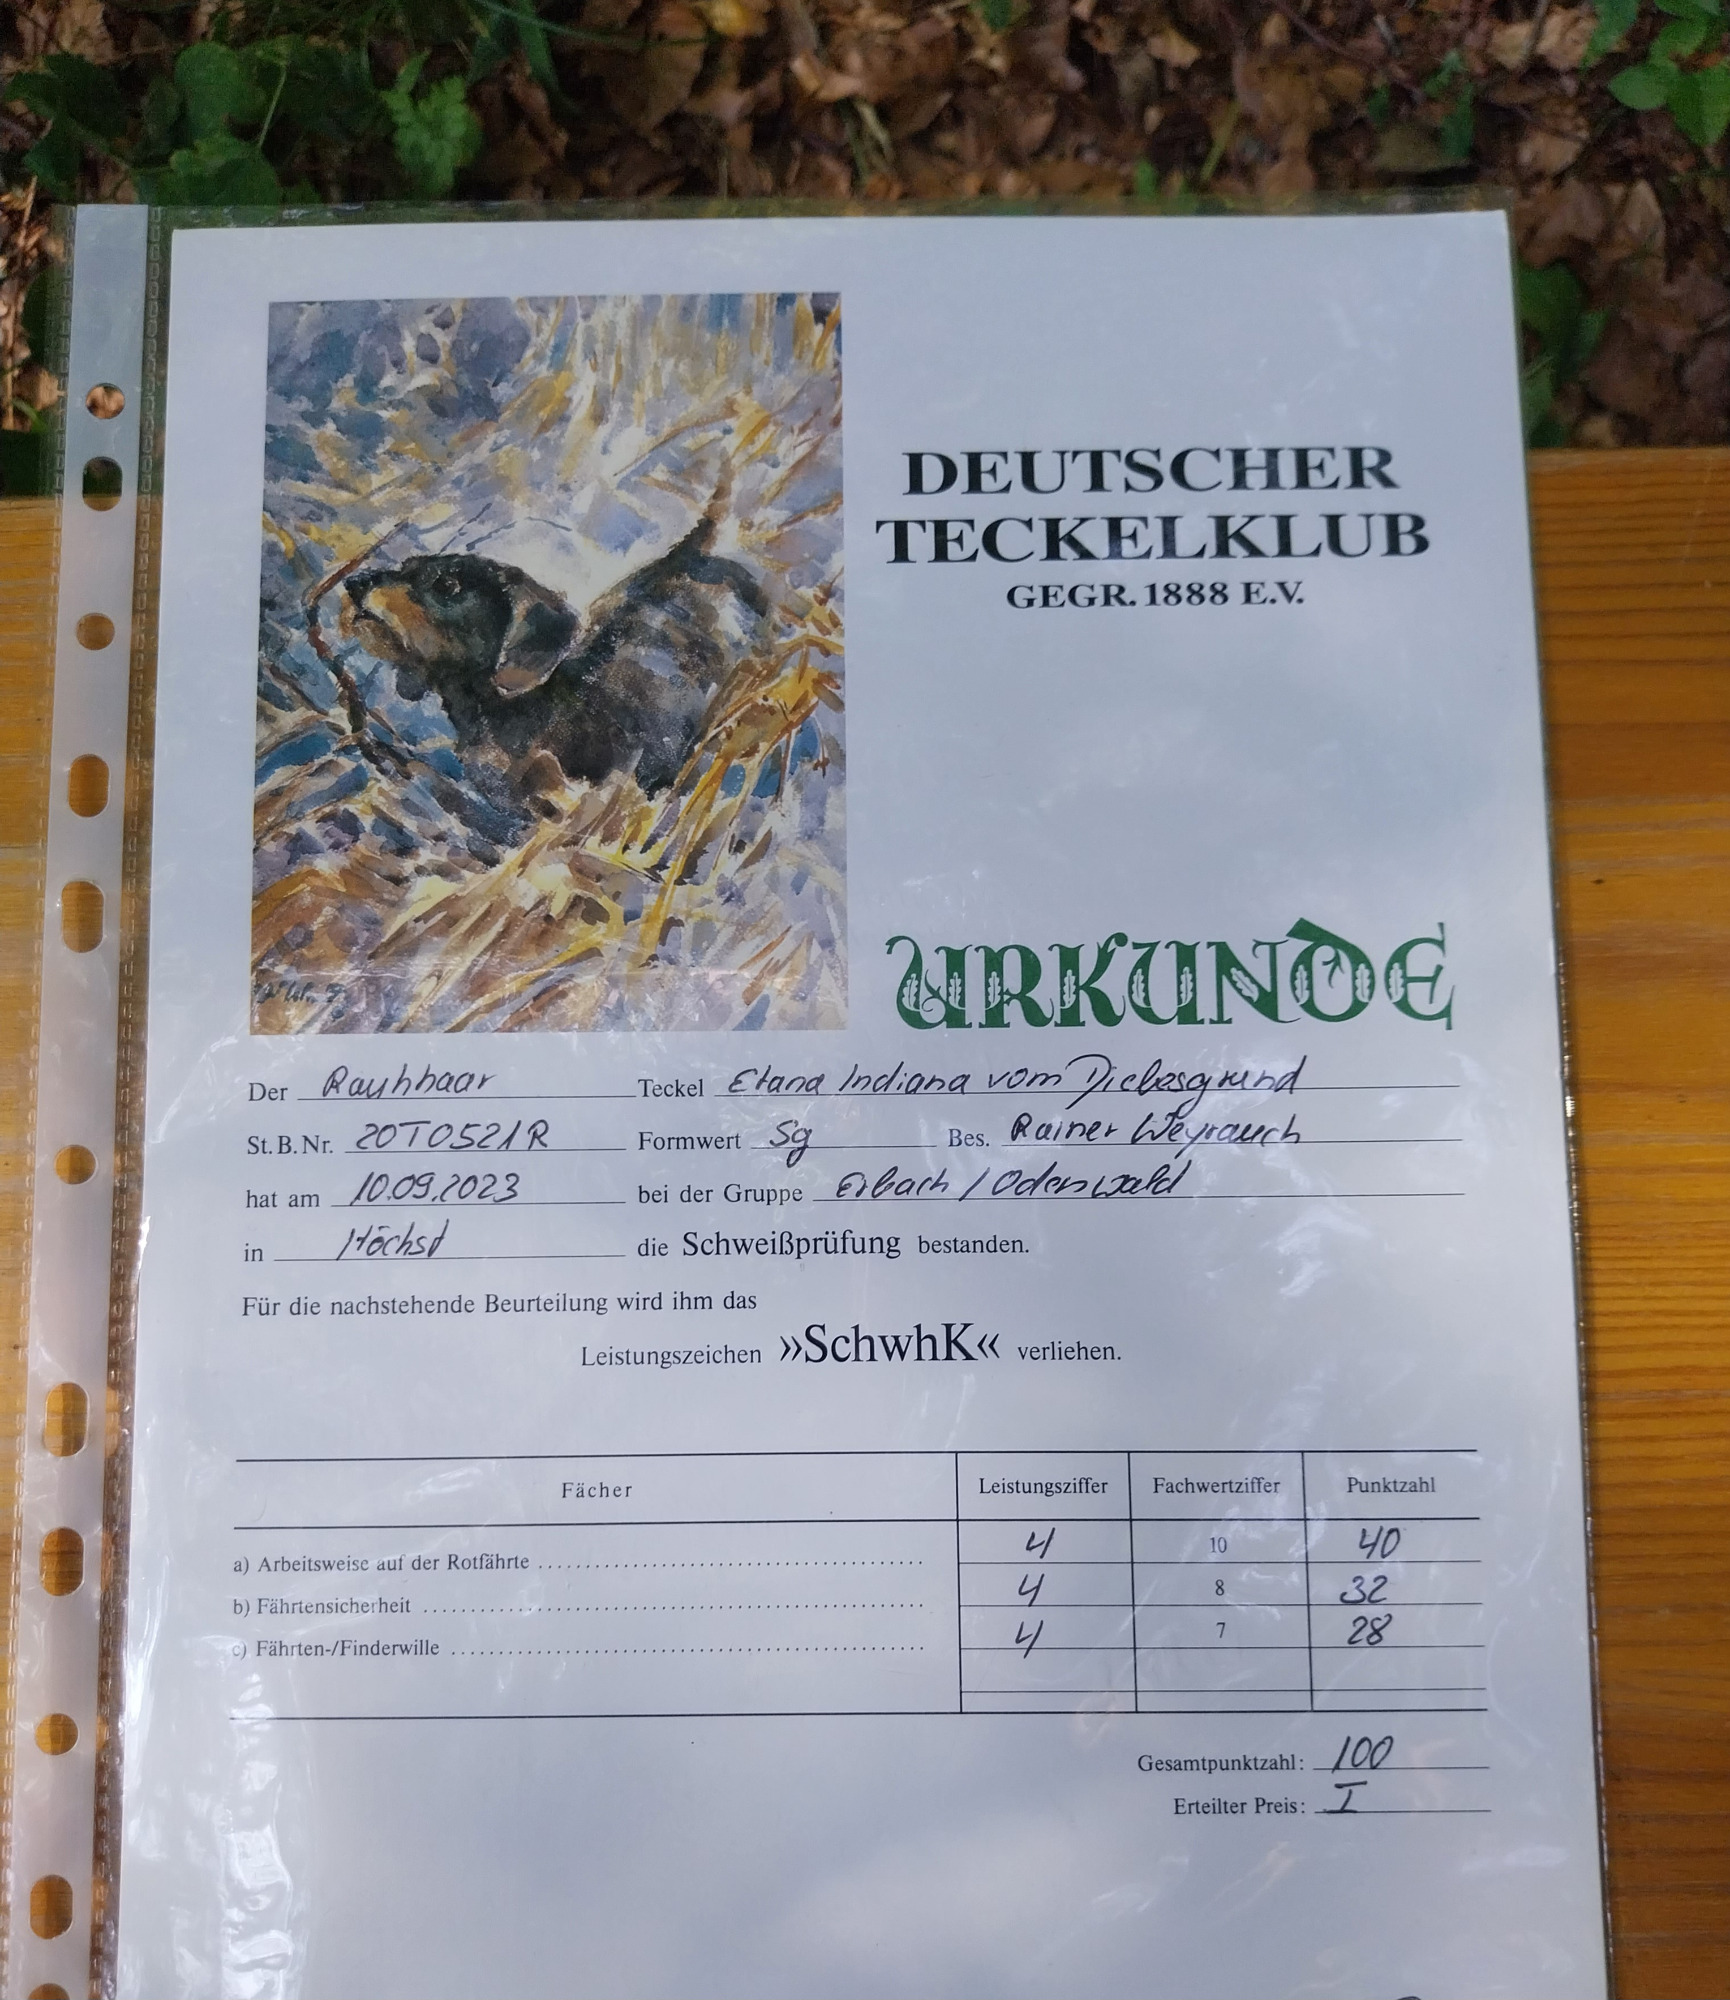 DEUTSCHER
TECKELKLUB
GEGR. 1888 E.V.
URKUNDE
Der Rauhhaar Teckel Etana Indiana vom Diebesgrund
St.B.Nr. 20T0521R Formwert Sg Bes. Rainer Weyrauch
hat am 10.09.2023 bei der Gruppe Erbach / Odenwald
in Höchst die Schweißprüfung bestanden.
Für die nachstehende Beurteilung wird ihm das
Leistungszeichen »SchwhK« verliehen.
Fächer Leistungsziffer Fachwertziffer Punktzahl
a) Arbeitsweise auf der Rotfährte 4 10 40
b) Fährtensicherheit 4 8 32
c) Fährten-/Finderwille 4 7 28
Gesamtpunktzahl: 100
Erteilter Preis: I